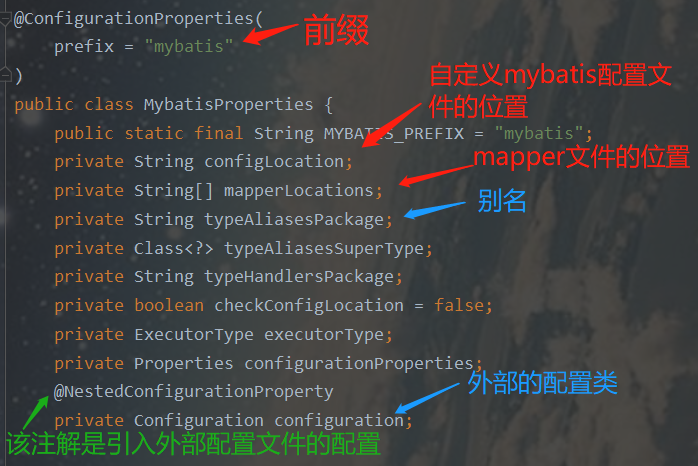 @ConfigurationProperties(
prefix = "mybatis"
前缀
)
自定义mybatis配置文
件的位置
public class MybatisProperties {
public static final String MYBATIS_PREFIX = "mybatis";
private String configLocation;
mapper文件的位置
private String[] mapperLocations;
别名
private String typeAliasesPackage;
private Class<?> typeAliasesSuperType;
private String typeHandlersPackage;
private boolean checkConfigLocation = false;
private ExecutorType executorType;
private Properties configurationProperties;
外部的配置类
@NestedConfigurationProperty
private Configuration configuration;
该注解是引入外部配置文件的配置